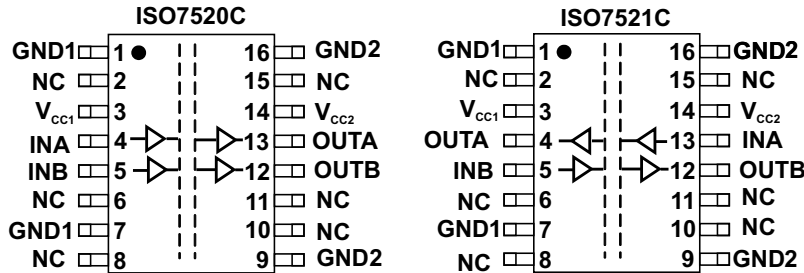 ISO7520C
GND1 1 16 GND2
NC 2 15 NC
VCC1 3 14 VCC2
INA 4 13 OUTA
INB 5 12 OUTB
NC 6 11 NC
GND1 7 10 NC
NC 8 9 GND2
ISO7521C
GND1 1 16 GND2
NC 2 15 NC
VCC1 3 14 VCC2
OUTA 4 13 INA
INB 5 12 OUTB
NC 6 11 NC
GND1 7 10 NC
NC 8 9 GND2